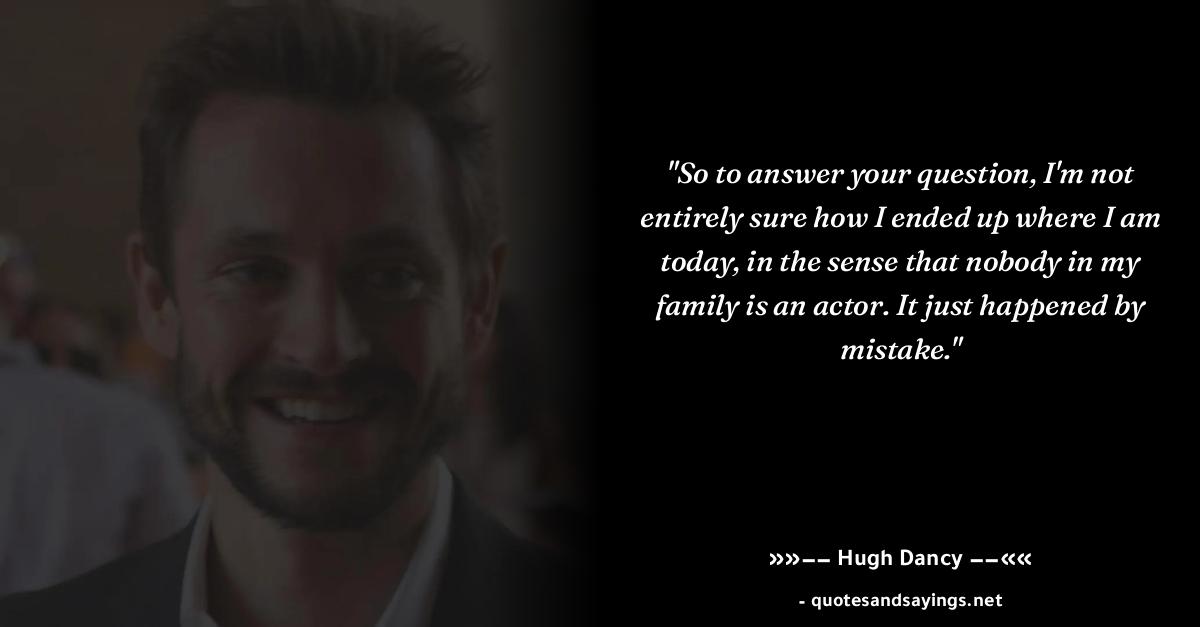 "So to answer your question, I'm not
entirely sure how I ended up where I am
today, in the sense that nobody in my
family is an actor. It just happened by
mistake."
»»−− Hugh Dancy −−««
- quotesandsayings.net